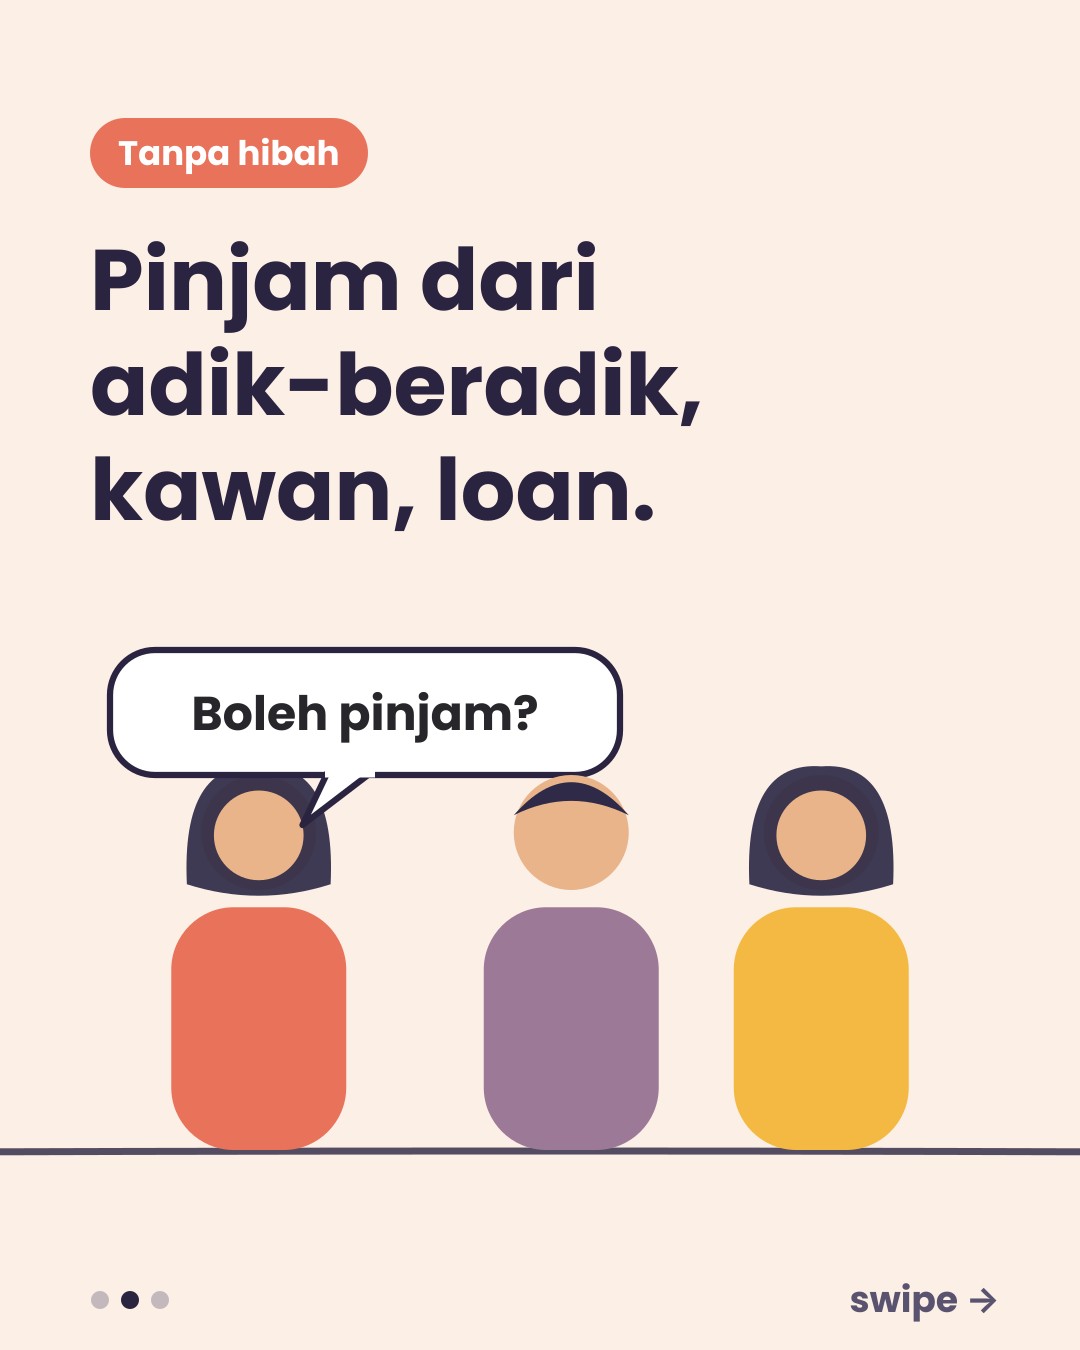 Tanpa hibah
Pinjam dari
adik-beradik,
kawan, loan.
Boleh pinjam?
swipe →